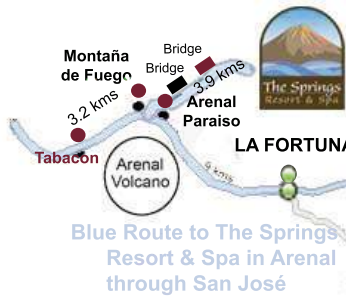 Montaña
de Fuego
Bridge
Bridge
3.9 kms
The Springs
Resort & Spa
3.2 kms
Arenal
Paraiso
Tabacón
LA FORTUNA
Arenal
Volcano
9 kms
Blue Route to The Springs
Resort & Spa in Arenal
through San José